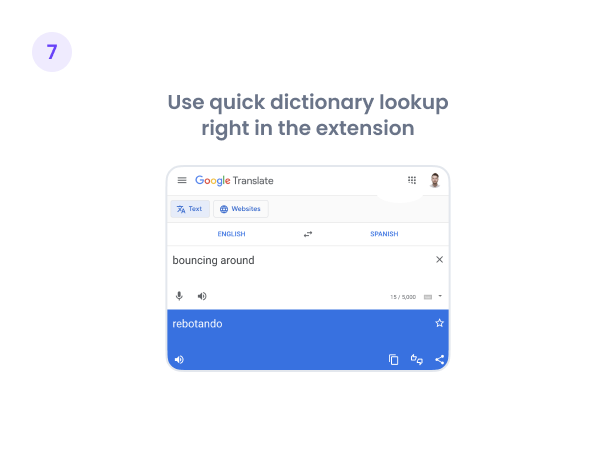 7
Use quick dictionary lookup
right in the extension
Google Translate
Text
Websites
ENGLISH
SPANISH
bouncing around
15 / 5,000
rebotando